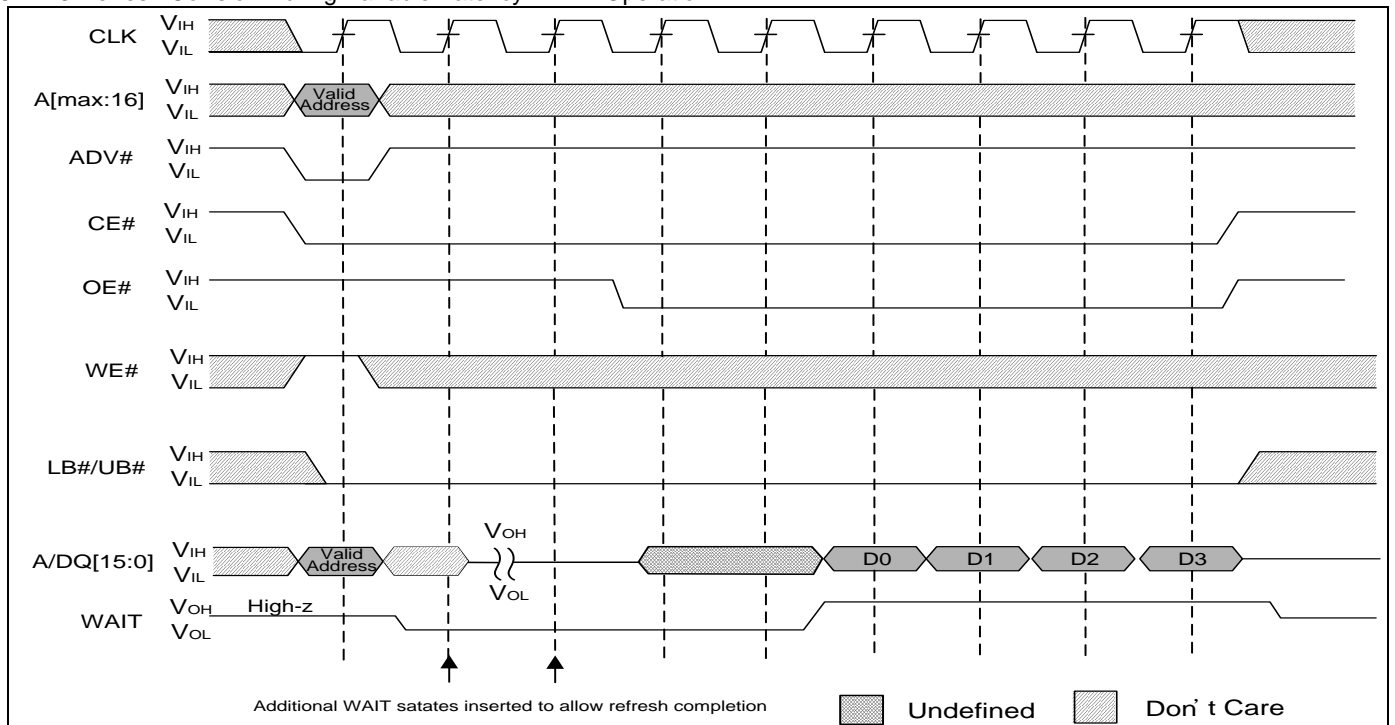 CLK VIH
VIL
A[max:16] VIH
VIL
Valid
Address
ADV# VIH
VIL
CE# VIH
VIL
OE# VIH
VIL
WE# VIH
VIL
LB#/UB# VIH
VIL
A/DQ[15:0] VIH
VIL
Valid
Address
VOH
VOL
D0 D1 D2 D3
WAIT VOH
VOL
High-z
Additional WAIT satates inserted to allow refresh completion
Undefined
Don't Care